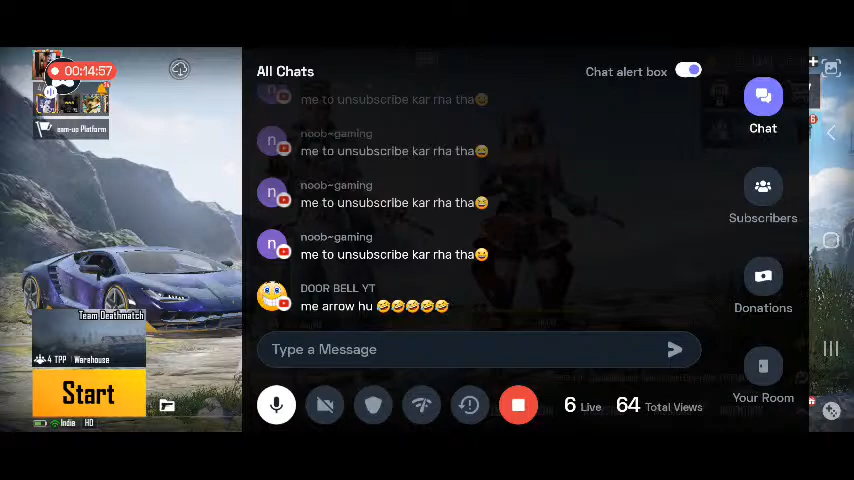 00:14:57
All Chats
Chat alert box
me to unsubscribe kar rha tha😅
noob~gaming
me to unsubscribe kar rha tha😅
noob~gaming
me to unsubscribe kar rha tha😅
noob~gaming
me to unsubscribe kar rha tha😅
DOOR BELL YT
me arrow hu 🤣🤣🤣🤣🤣
Type a Message
6 Live
64 Total Views
Chat
Subscribers
Donations
Your Room
eam-up Platform
Team Deathmatch
4 TPP | Warehouse
Start
India | HD